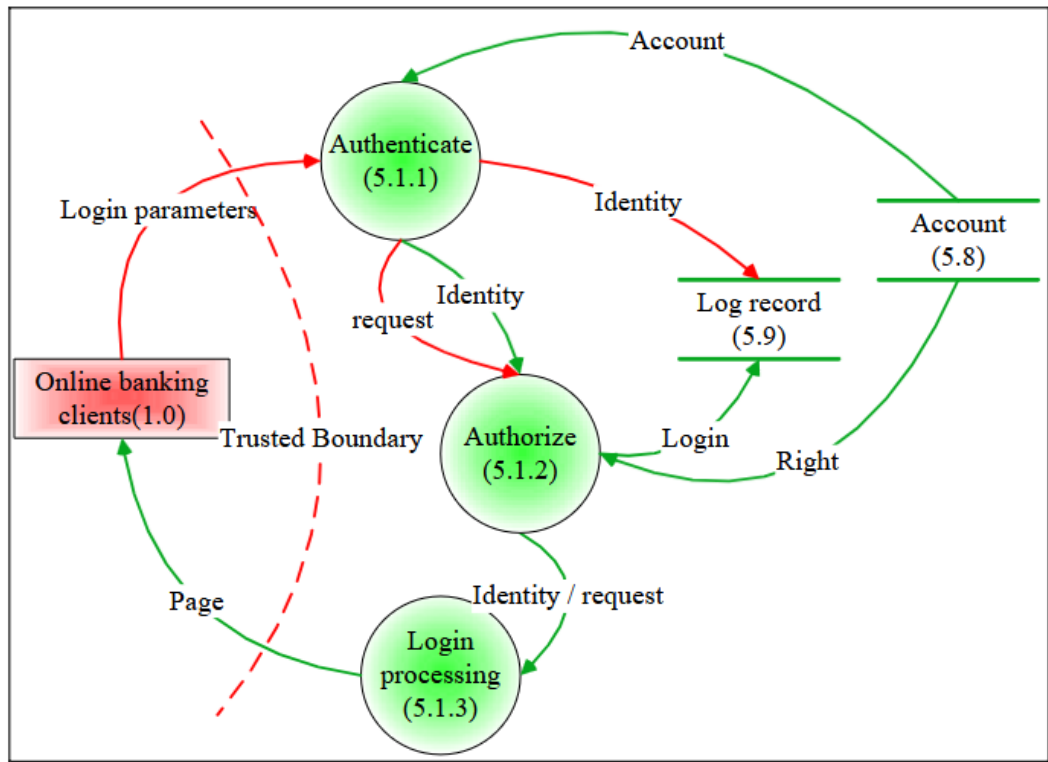 Account
Authenticate
(5.1.1)
Login parameters
Identity
Account
(5.8)
Identity
request
Log record
(5.9)
Online banking
clients(1.0)
Trusted Boundary
Authorize
(5.1.2)
Login
Right
Identity / request
Page
Login
processing
(5.1.3)